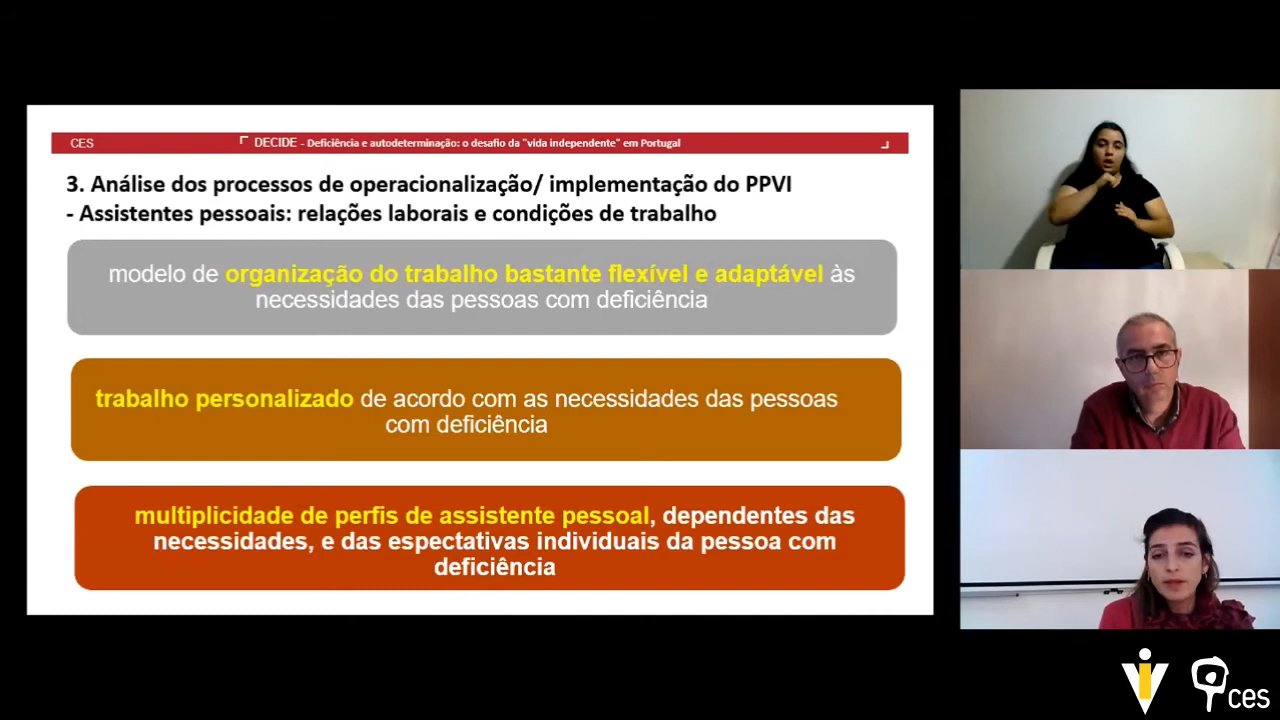 CES
DECIDE - Deficiência e autodeterminação: o desafio da "vida independente" em Portugal
3. Análise dos processos de operacionalização/ implementação do PPVI
- Assistentes pessoais: relações laborais e condições de trabalho
modelo de organização do trabalho bastante flexível e adaptável às
necessidades das pessoas com deficiência
trabalho personalizado de acordo com as necessidades das pessoas
com deficiência
multiplicidade de perfis de assistente pessoal, dependentes das
necessidades, e das espectativas individuais da pessoa com
deficiência
ces